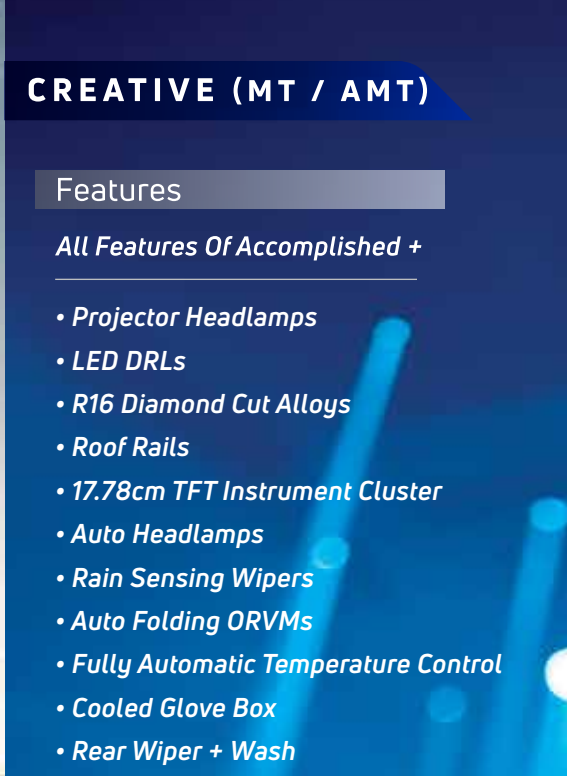 CREATIVE (MT / AMT)
Features
All Features Of Accomplished +
• Projector Headlamps
• LED DRLs
• R16 Diamond Cut Alloys
• Roof Rails
• 17.78cm TFT Instrument Cluster
• Auto Headlamps
• Rain Sensing Wipers
• Auto Folding ORVMs
• Fully Automatic Temperature Control
• Cooled Glove Box
• Rear Wiper + Wash